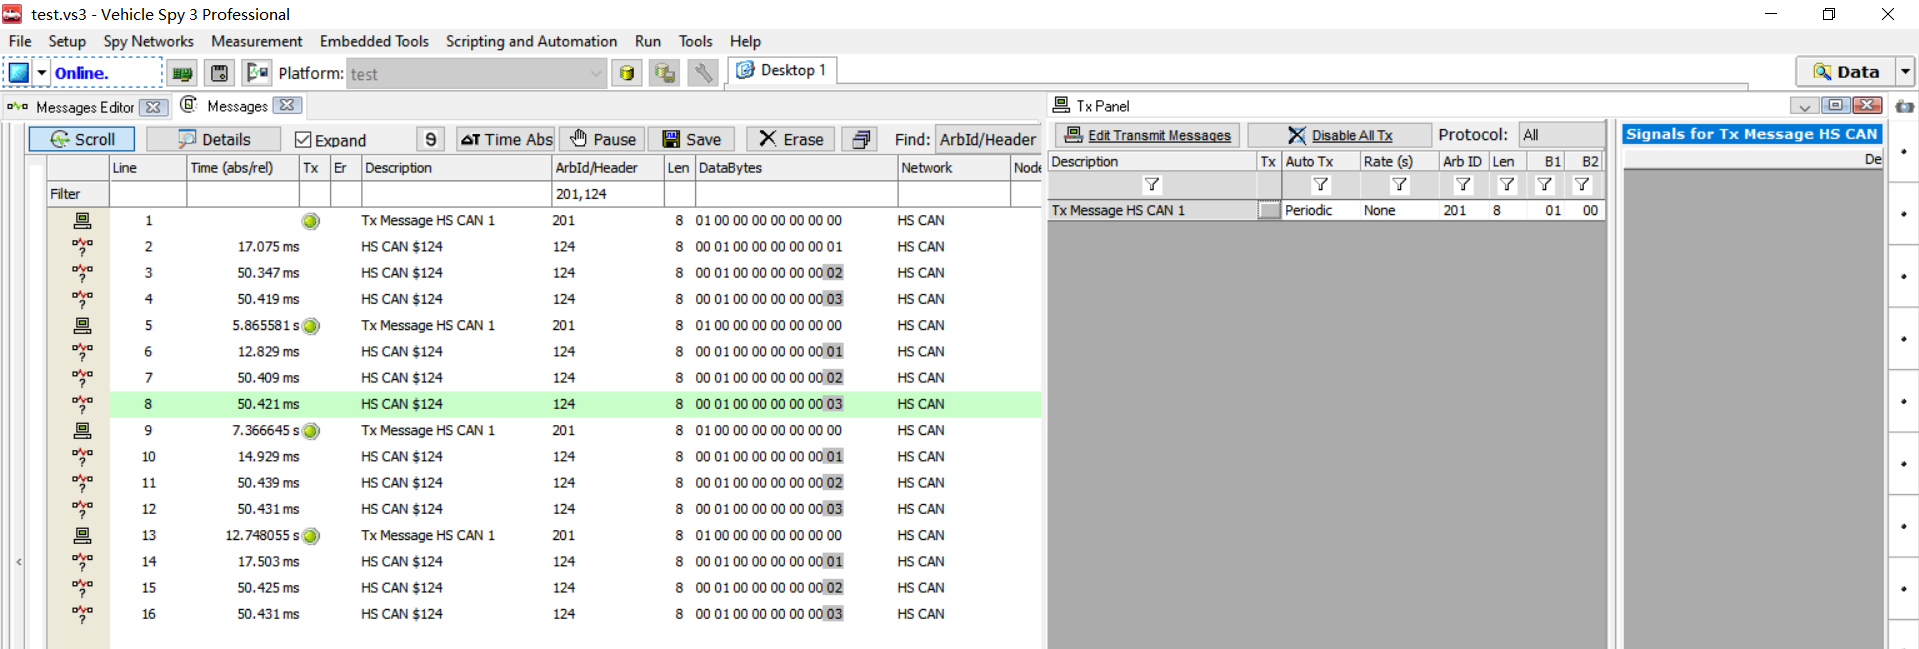 test.vs3 - Vehicle Spy 3 Professional
File Setup Spy Networks Measurement Embedded Tools Scripting and Automation Run Tools Help
Online. Platform: test Desktop 1 Data
Messages Editor Messages Tx Panel
Scroll Details Expand 9 ΔT Time Abs Pause Save Erase Find: ArbId/Header
Edit Transmit Messages Disable All Tx Protocol: All
Signals for Tx Message HS CAN
De
Line Time (abs/rel) Tx Er Description ArbId/Header Len DataBytes Network Node
Filter 201,124
1 Tx Message HS CAN 1 201 8 01 00 00 00 00 00 00 00 HS CAN
2 17.075 ms HS CAN $124 124 8 00 01 00 00 00 00 00 01 HS CAN
3 50.347 ms HS CAN $124 124 8 00 01 00 00 00 00 00 02 HS CAN
4 50.419 ms HS CAN $124 124 8 00 01 00 00 00 00 00 03 HS CAN
5 5.865581 s Tx Message HS CAN 1 201 8 01 00 00 00 00 00 00 00 HS CAN
6 12.829 ms HS CAN $124 124 8 00 01 00 00 00 00 00 01 HS CAN
7 50.409 ms HS CAN $124 124 8 00 01 00 00 00 00 00 02 HS CAN
8 50.421 ms HS CAN $124 124 8 00 01 00 00 00 00 00 03 HS CAN
9 7.366645 s Tx Message HS CAN 1 201 8 01 00 00 00 00 00 00 00 HS CAN
10 14.929 ms HS CAN $124 124 8 00 01 00 00 00 00 00 01 HS CAN
11 50.439 ms HS CAN $124 124 8 00 01 00 00 00 00 00 02 HS CAN
12 50.431 ms HS CAN $124 124 8 00 01 00 00 00 00 00 03 HS CAN
13 12.748055 s Tx Message HS CAN 1 201 8 01 00 00 00 00 00 00 00 HS CAN
14 17.503 ms HS CAN $124 124 8 00 01 00 00 00 00 00 01 HS CAN
15 50.425 ms HS CAN $124 124 8 00 01 00 00 00 00 00 02 HS CAN
16 50.431 ms HS CAN $124 124 8 00 01 00 00 00 00 00 03 HS CAN
Description Tx Auto Tx Rate (s) Arb ID Len B1 B2
Tx Message HS CAN 1 Periodic None 201 8 01 00